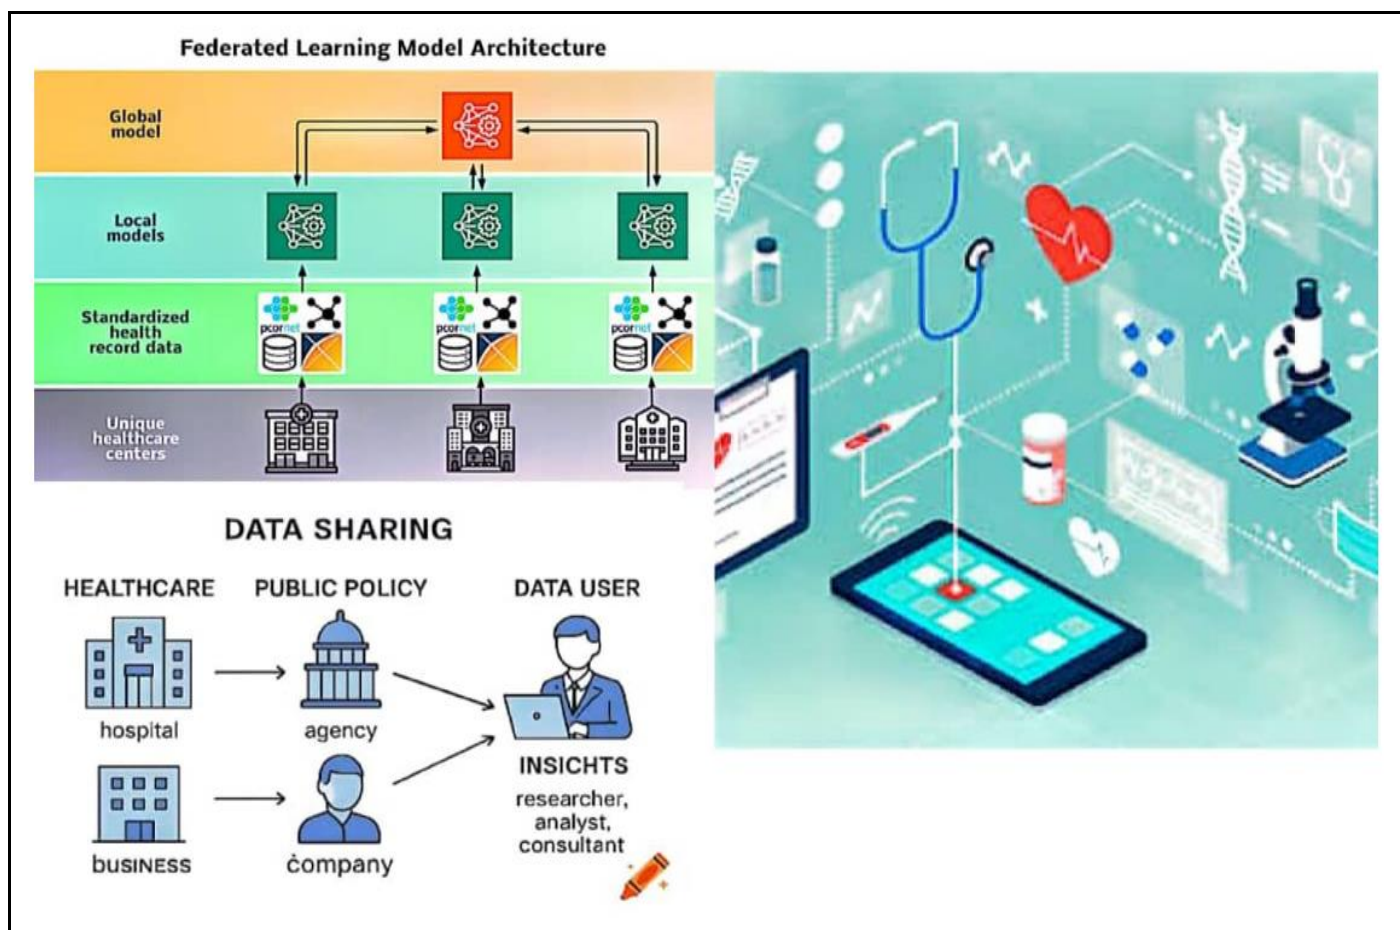 Federated Learning Model Architecture
Global
model
Local
models
Standardized
health
record data
pcornet
pcornet
pcornet
Unique
healthcare
centers
DATA SHARING
HEALTHCARE
PUBLIC POLICY
DATA USER
hospital
agency
INSICHTS
researcher,
analyst,
consultant
bUSINESS
ċompany